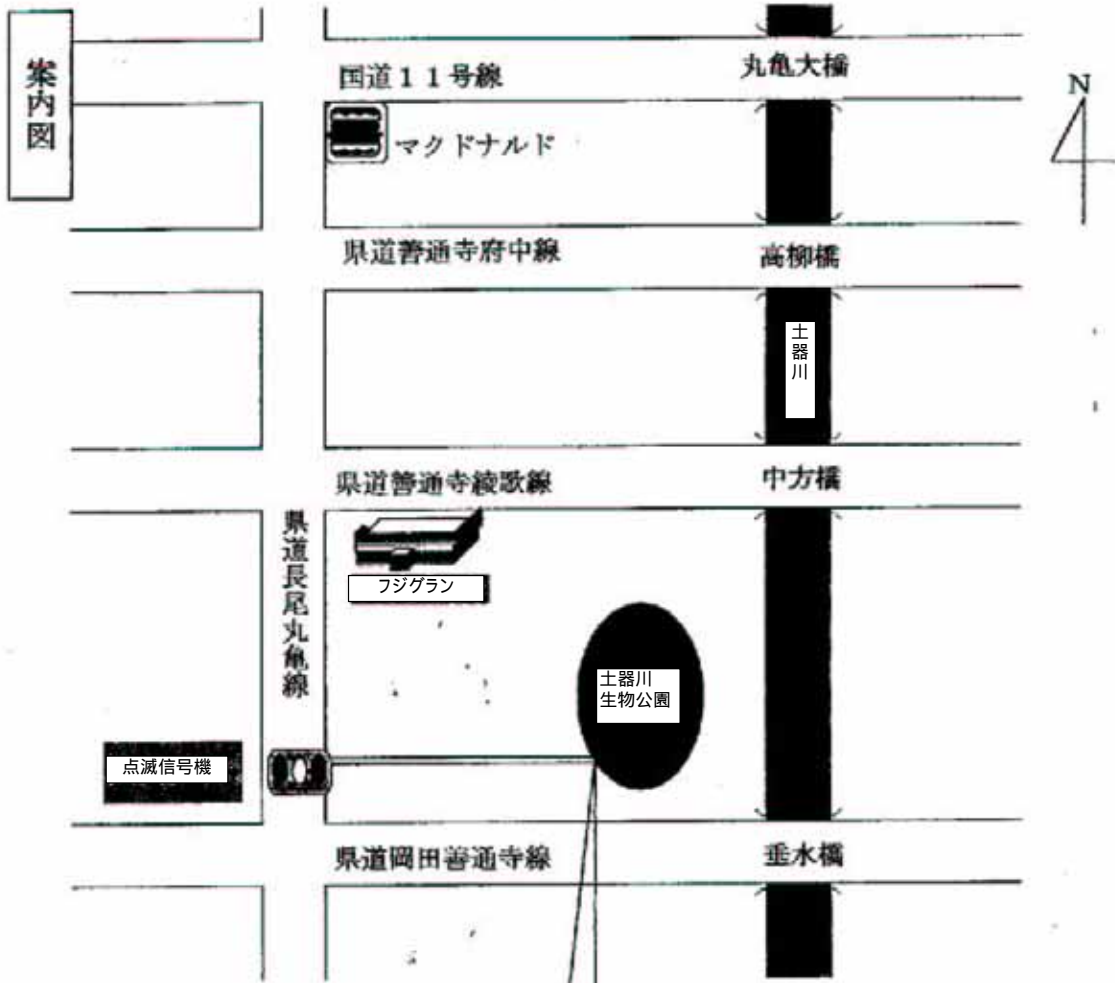 案内図
国道11号線
丸亀大橋
N
マクドナルド
県道善通寺府中線
高柳橋
土器川
県道善通寺綾歌線
中方橋
県道長尾丸亀線
フジグラン
土器川
生物公園
点滅信号機
県道岡田善通寺線
垂水橋